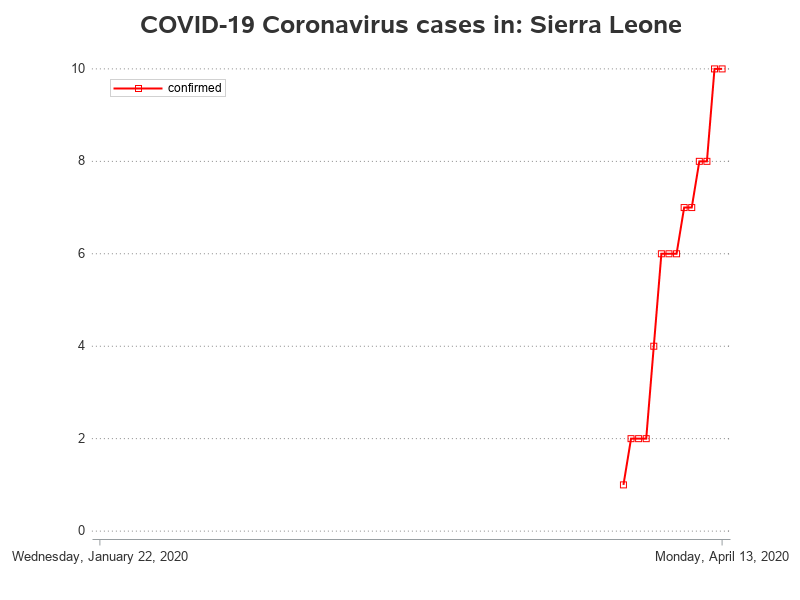 COVID-19 Coronavirus cases in: Sierra Leone
10
confirmed
8
6
4
2
0
Wednesday, January 22, 2020 Monday, April 13, 2020